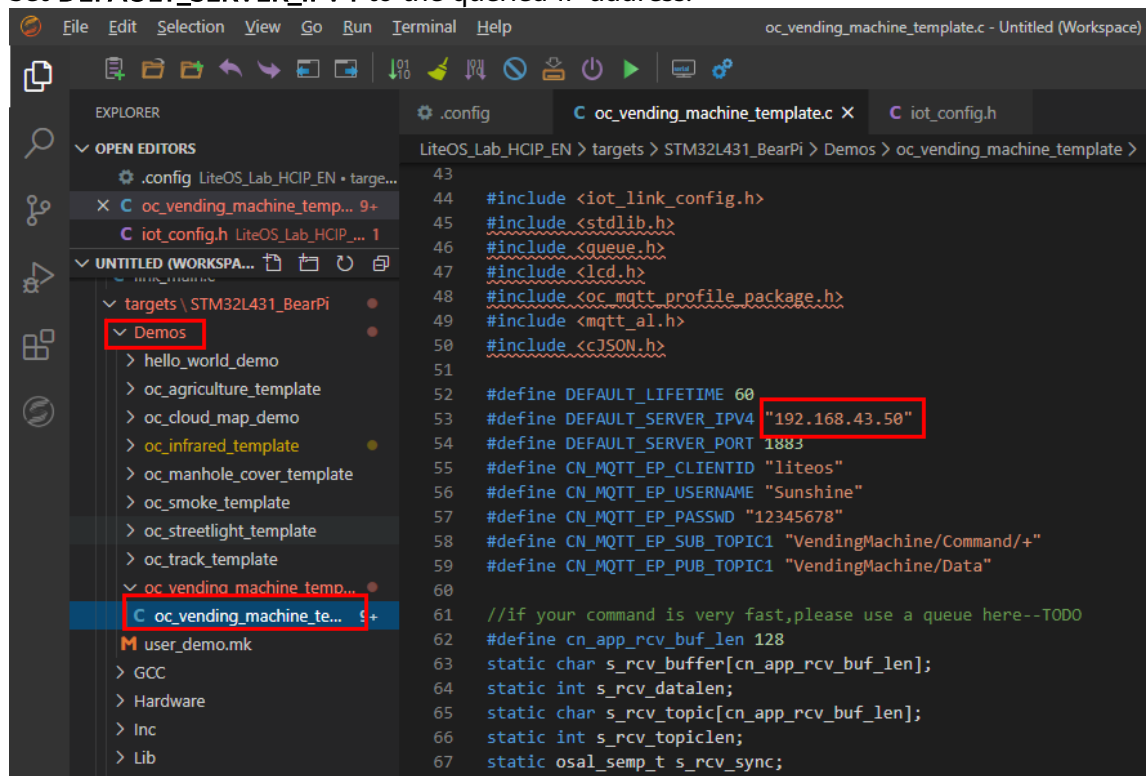 Set DEFAULT_SERVER_IPV4 to the queried IP address.
File Edit Selection View Go Run Terminal Help oc_vending_machine_template.c - Untitled (Workspace)
EXPLORER
.config
C oc_vending_machine_template.c ×
C iot_config.h
OPEN EDITORS
LiteOS_Lab_HCIP_EN > targets > STM32L431_BearPi > Demos > oc_vending_machine_template >
.config LiteOS_Lab_HCIP_EN • targe...
× C oc_vending_machine_temp... 9+
C iot_config.h LiteOS_Lab_HCIP_... 1
UNTITLED (WORKSPA...
targets \ STM32L431_BearPi
Demos
> hello_world_demo
> oc_agriculture_template
> oc_cloud_map_demo
> oc_infrared_template
> oc_manhole_cover_template
> oc_smoke_template
> oc_streetlight_template
> oc_track_template
oc_vending_machine_temp...
C oc_vending_machine_te... 9+
M user_demo.mk
> GCC
> Hardware
> Inc
> Lib
43
44 #include <iot_link_config.h>
45 #include <stdlib.h>
46 #include <queue.h>
47 #include <lcd.h>
48 #include <oc_mqtt_profile_package.h>
49 #include <mqtt_al.h>
50 #include <cJSON.h>
51
52 #define DEFAULT_LIFETIME 60
53 #define DEFAULT_SERVER_IPV4 "192.168.43.50"
54 #define DEFAULT_SERVER_PORT 1883
55 #define CN_MQTT_EP_CLIENTID "liteos"
56 #define CN_MQTT_EP_USERNAME "Sunshine"
57 #define CN_MQTT_EP_PASSWD "12345678"
58 #define CN_MQTT_EP_SUB_TOPIC1 "VendingMachine/Command/+"
59 #define CN_MQTT_EP_PUB_TOPIC1 "VendingMachine/Data"
60
61 //if your command is very fast,please use a queue here--TODO
62 #define cn_app_rcv_buf_len 128
63 static char s_rcv_buffer[cn_app_rcv_buf_len];
64 static int s_rcv_datalen;
65 static char s_rcv_topic[cn_app_rcv_buf_len];
66 static int s_rcv_topiclen;
67 static osal_semp_t s_rcv_sync;